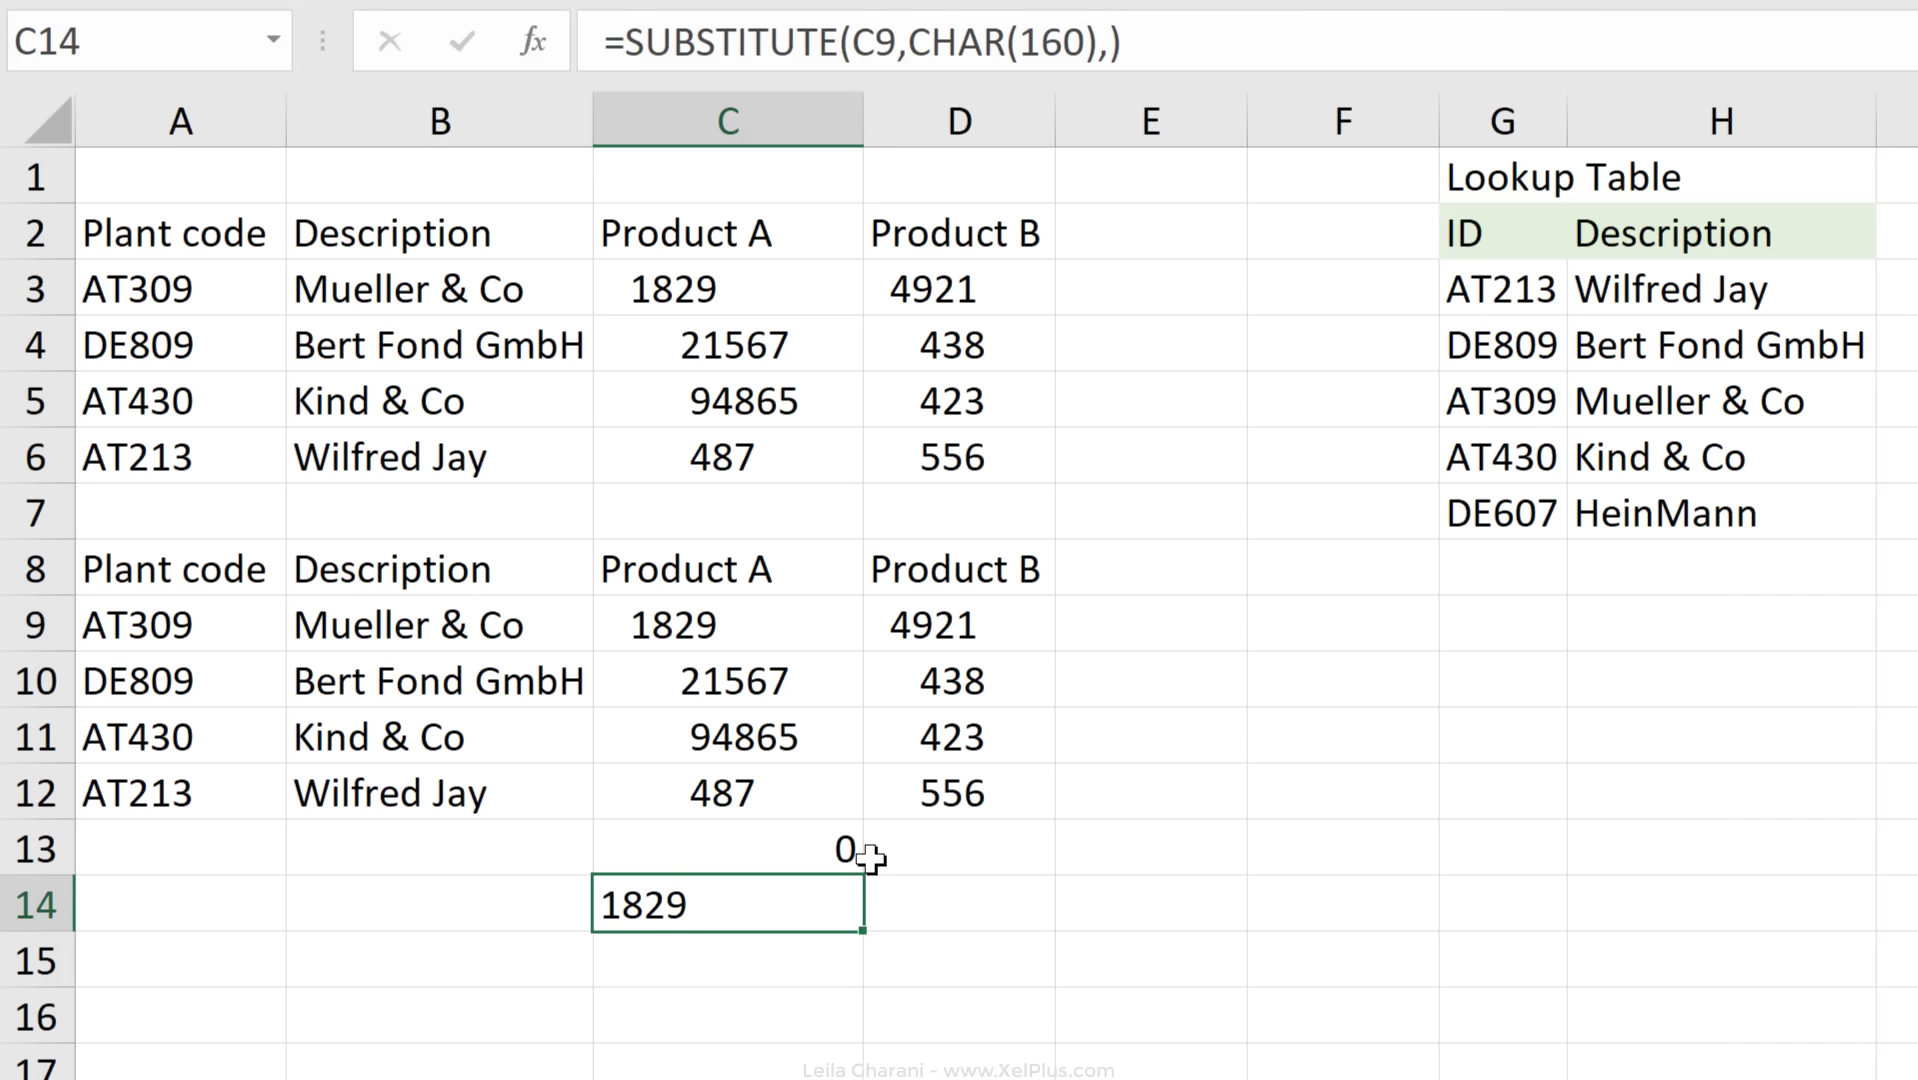 C14 fx =SUBSTITUTE(C9,CHAR(160),)
A B C D E F G H
1 Lookup Table
2 Plant code Description Product A Product B ID Description
3 AT309 Mueller & Co 1829 4921 AT213 Wilfred Jay
4 DE809 Bert Fond GmbH 21567 438 DE809 Bert Fond GmbH
5 AT430 Kind & Co 94865 423 AT309 Mueller & Co
6 AT213 Wilfred Jay 487 556 AT430 Kind & Co
7 DE607 HeinMann
8 Plant code Description Product A Product B
9 AT309 Mueller & Co 1829 4921
10 DE809 Bert Fond GmbH 21567 438
11 AT430 Kind & Co 94865 423
12 AT213 Wilfred Jay 487 556
13 0
14 1829
15
16
17
Leila Gharani - www.XelPlus.com